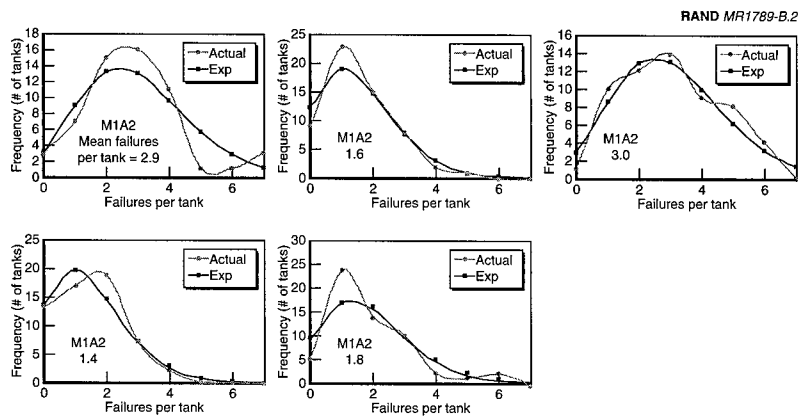 RAND MR1789-B.2
Frequency (# of tanks)
18
16
14
12
10
8
6
4
2
0
Actual
Exp
M1A2
Mean failures
per tank = 2.9
0 2 4 6
Failures per tank
Frequency (# of tanks)
25
20
15
10
5
0
Actual
Exp
M1A2
1.6
0 2 4 6
Failures per tank
Frequency (# of tanks)
16
14
12
10
8
6
4
2
0
Actual
Exp
M1A2
3.0
0 2 4 6
Failures per tank
Frequency (# of tanks)
25
20
15
10
5
0
Actual
Exp
M1A2
1.4
0 2 4 6
Failures per tank
Frequency (# of tanks)
30
25
20
15
10
5
0
Actual
Exp
M1A2
1.8
0 2 4 6
Failures per tank